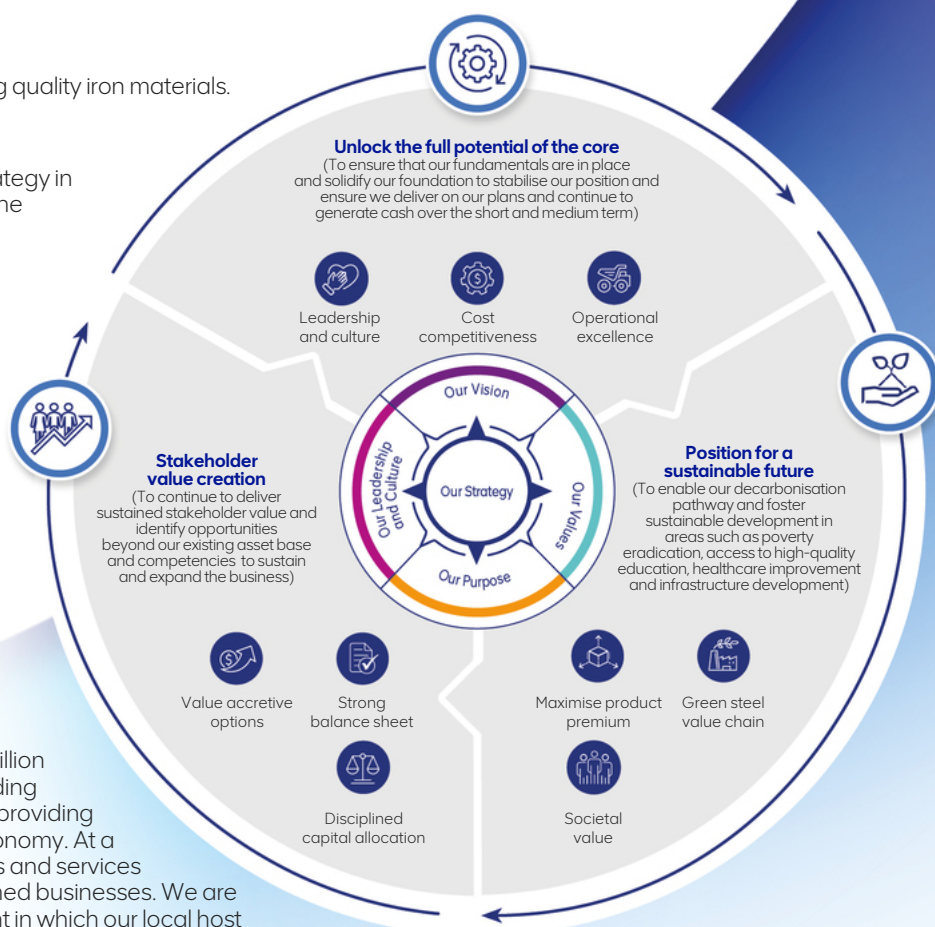 g quality iron materials.
ategy in
ne
Unlock the full potential of the core
(To ensure that our fundamentals are in place
and solidify our foundation to stabilise our position and
ensure we deliver on our plans and continue to
generate cash over the short and medium term)
Leadership
and culture
Cost
competitiveness
Operational
excellence
Our Vision
Our Leadership
and Culture
Our Strategy
Our Values
Our Purpose
Stakeholder
value creation
(To continue to deliver
sustained stakeholder value and
identify opportunities
beyond our existing asset base
and competencies to sustain
and expand the business)
Position for a
sustainable future
(To enable our decarbonisation
pathway and foster
sustainable development in
areas such as poverty
eradication, access to high-quality
education, healthcare improvement
and infrastructure development)
Value accretive
options
Strong
balance sheet
Disciplined
capital allocation
Maximise product
premium
Green steel
value chain
Societal
value
illion
ding
providing
onomy. At a
s and services
ned businesses. We are
nt in which our local host